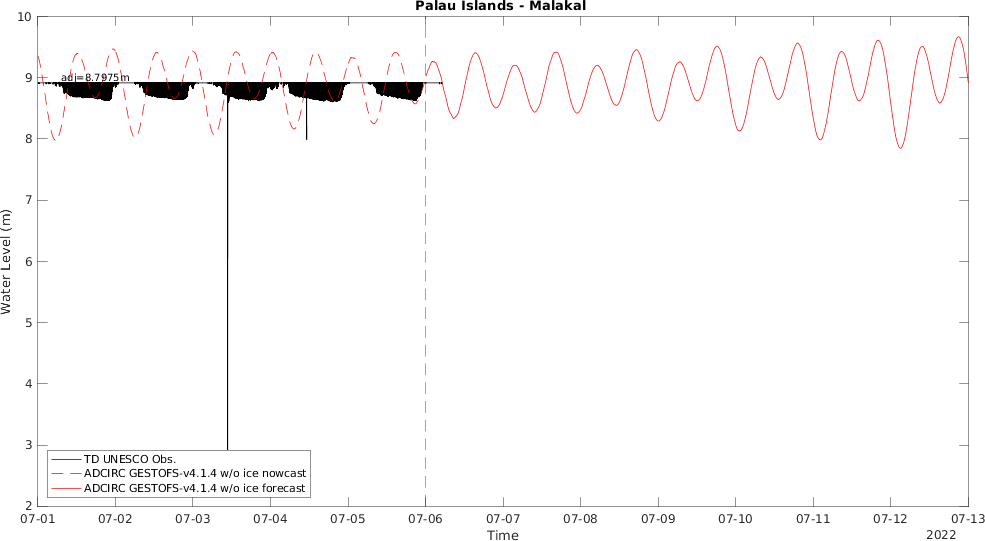 Palau Islands - Malakal
10
9
8
7
6
5
4
3
2
Water Level (m)
adj=8.7975m
TD UNESCO Obs.
ADCIRC GESTOFS-v4.1.4 w/o ice nowcast
ADCIRC GESTOFS-v4.1.4 w/o ice forecast
07-01 07-02 07-03 07-04 07-05 07-06 07-07 07-08 07-09 07-10 07-11 07-12 07-13
Time
2022